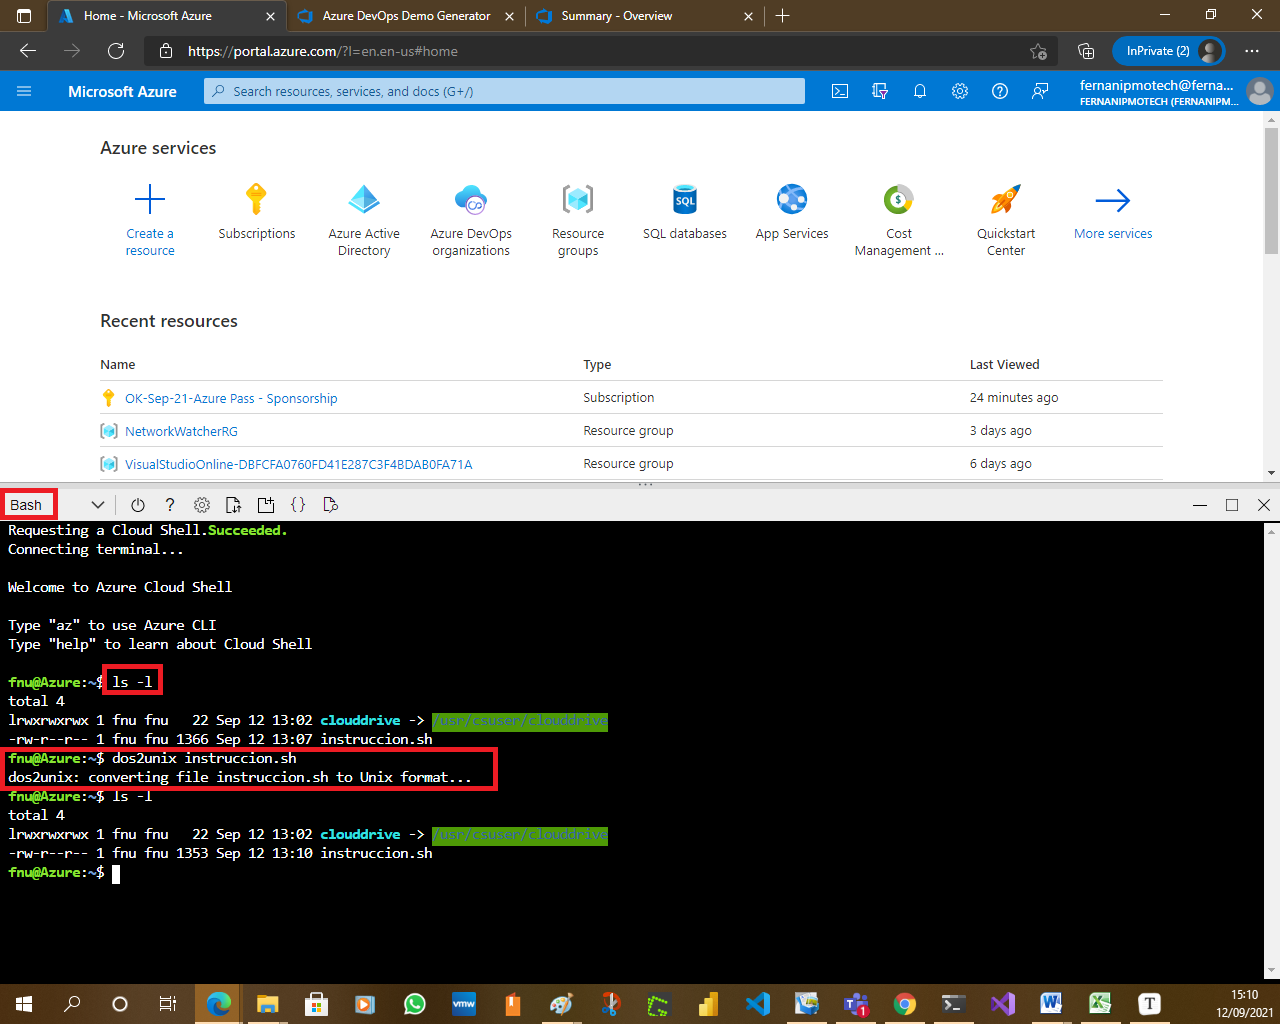 Home - Microsoft Azure
Azure DevOps Demo Generator
Summary - Overview
https://portal.azure.com/?l=en.en-us#home
InPrivate (2)
Microsoft Azure
Search resources, services, and docs (G+/)
fernanipmotech@ferna...
FERNANIPMOTECH (FERNANIPM...
Azure services
Create a resource
Subscriptions
Azure Active Directory
Azure DevOps organizations
Resource groups
SQL
SQL databases
App Services
Cost Management ...
Quickstart Center
More services
Recent resources
Name Type Last Viewed
OK-Sep-21-Azure Pass - Sponsorship Subscription 24 minutes ago
NetworkWatcherRG Resource group 3 days ago
VisualStudioOnline-DBFCFA0760FD41E287C3F4BDAB0FA71A Resource group 6 days ago
Bash
Requesting a Cloud Shell.Succeeded.
Connecting terminal...
Welcome to Azure Cloud Shell
Type "az" to use Azure CLI
Type "help" to learn about Cloud Shell
fnu@Azure:~$ ls -l
total 4
lrwxrwxrwx 1 fnu fnu   22 Sep 12 13:02 clouddrive -> /usr/csuser/clouddrive
-rw-r--r-- 1 fnu fnu 1366 Sep 12 13:07 instruccion.sh
fnu@Azure:~$ dos2unix instruccion.sh
dos2unix: converting file instruccion.sh to Unix format...
fnu@Azure:~$ ls -l
total 4
lrwxrwxrwx 1 fnu fnu   22 Sep 12 13:02 clouddrive -> /usr/csuser/clouddrive
-rw-r--r-- 1 fnu fnu 1353 Sep 12 13:10 instruccion.sh
fnu@Azure:~$
vmw
1
T
15:10
12/09/2021